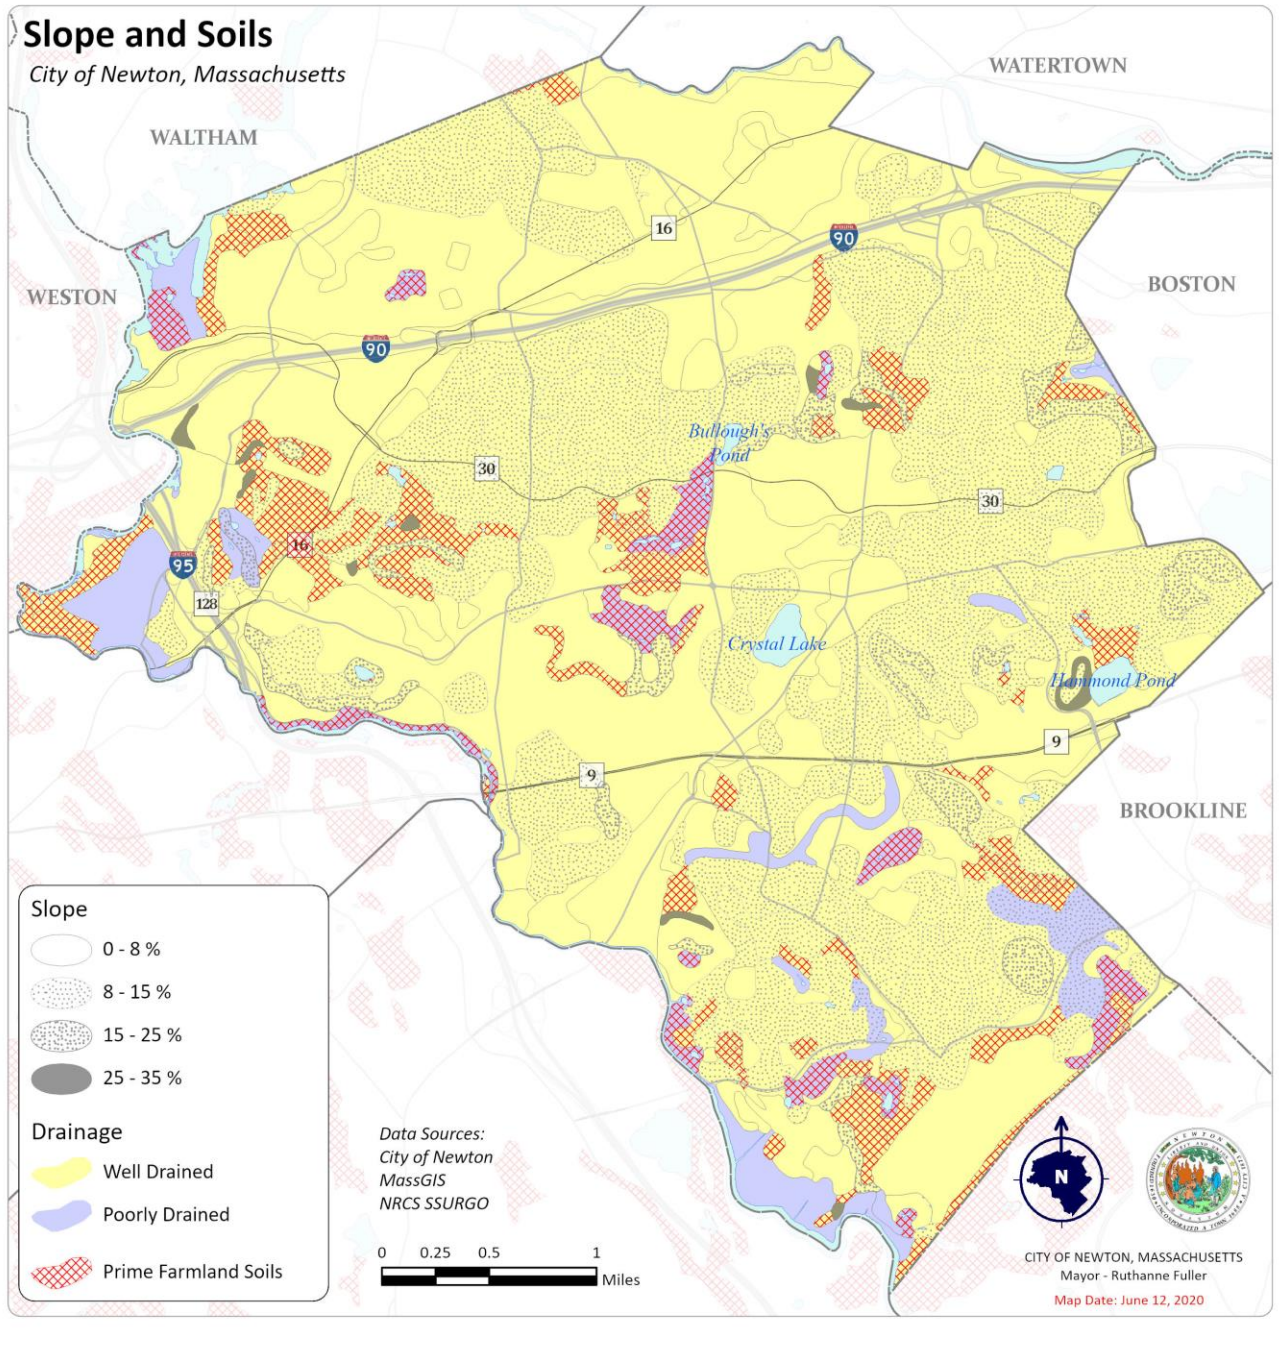 Slope and Soils
City of Newton, Massachusetts
WATERTOWN
WALTHAM
16
90
WESTON
BOSTON
90
Bullough's
Pond
30
30
16
95
128
Crystal Lake
Hammond Pond
9
9
BROOKLINE
Slope
0 - 8 %
8 - 15 %
15 - 25 %
25 - 35 %
Drainage
Well Drained
Poorly Drained
Prime Farmland Soils
Data Sources:
City of Newton
MassGIS
NRCS SSURGO
0 0.25 0.5 1
Miles
N
CITY OF NEWTON, MASSACHUSETTS
Mayor - Ruthanne Fuller
Map Date: June 12, 2020